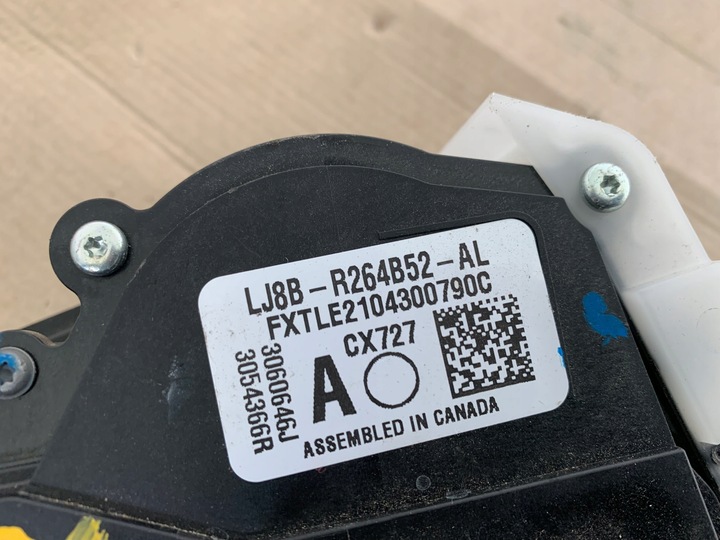 LJ8B-R264B52-AL
FXTLE2104300790C
CX727
3060646J
3054366R
A
ASSEMBLED IN CANADA